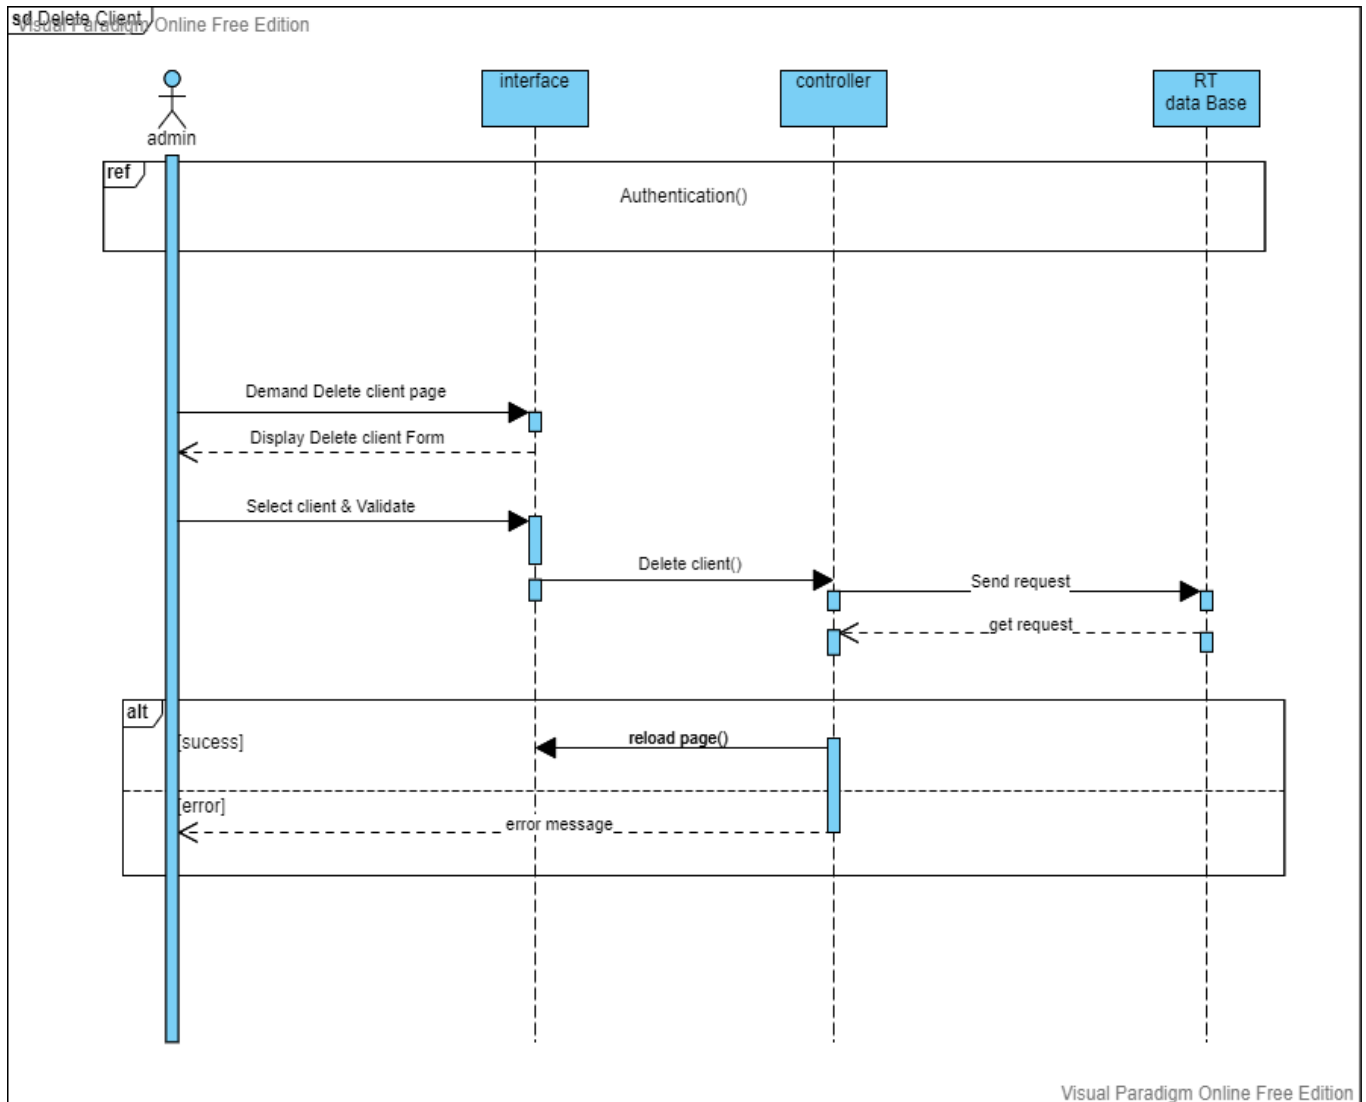 sd Delete Client
Visual Paradigm Online Free Edition
admin
interface
controller
RT
data Base
ref
Authentication()
Demand Delete client page
Display Delete client Form
Select client & Validate
Delete client()
Send request
get request
alt
[sucess]
reload page()
[error]
error message
Visual Paradigm Online Free Edition